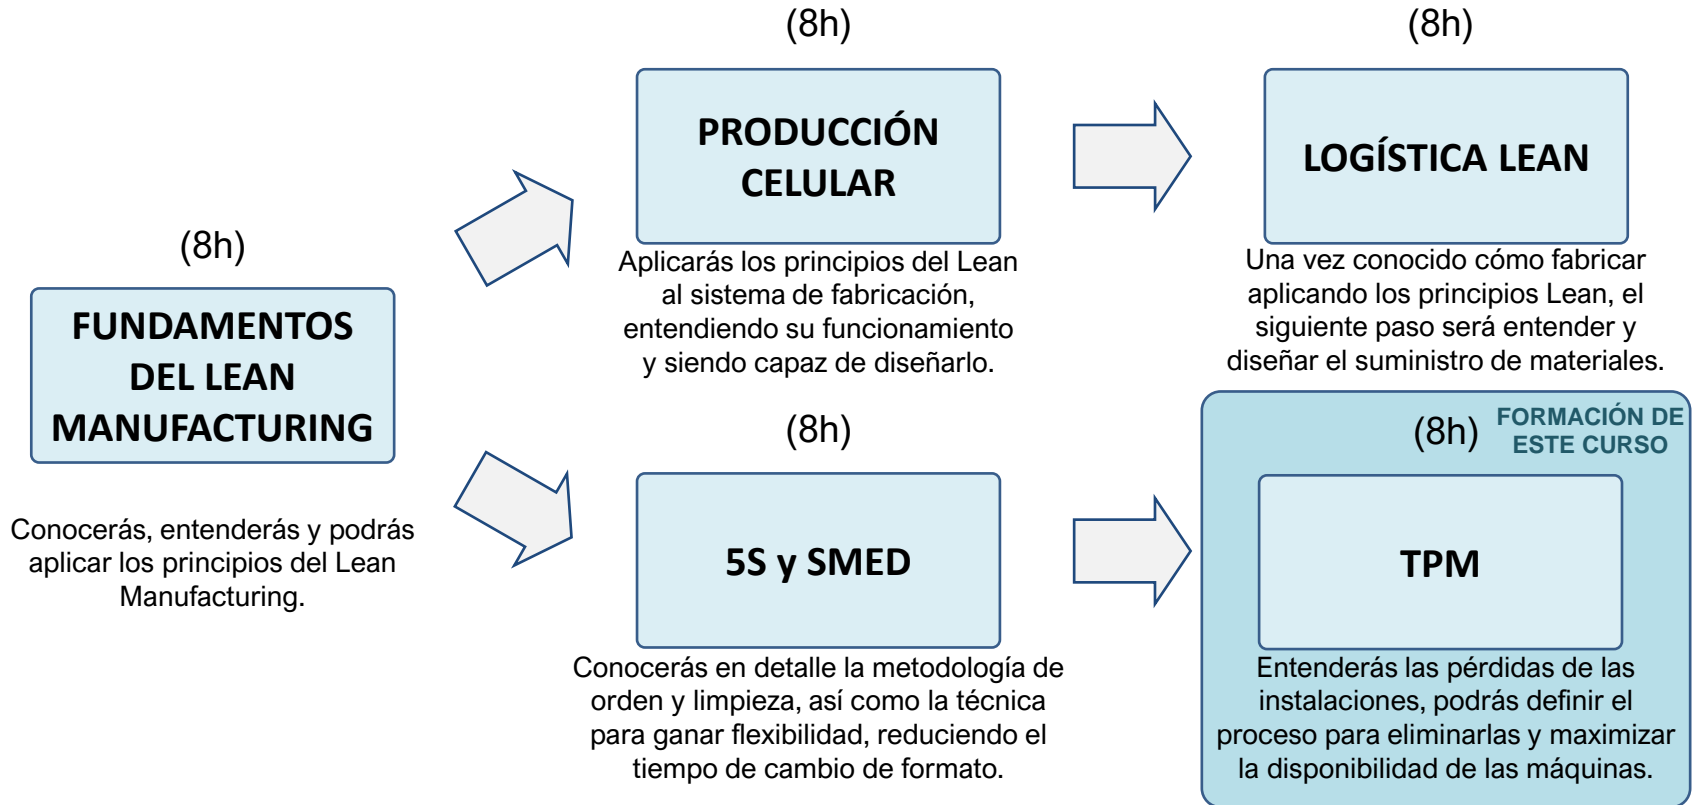 (8h)
FUNDAMENTOS
DEL LEAN
MANUFACTURING
Conocerás, entenderás y podrás
aplicar los principios del Lean
Manufacturing.
(8h)
PRODUCCIÓN
CELULAR
Aplicarás los principios del Lean
al sistema de fabricación,
entendiendo su funcionamiento
y siendo capaz de diseñarlo.
(8h)
LOGÍSTICA LEAN
Una vez conocido cómo fabricar
aplicando los principios Lean, el
siguiente paso será entender y
diseñar el suministro de materiales.
(8h)
5S y SMED
Conocerás en detalle la metodología de
orden y limpieza, así como la técnica
para ganar flexibilidad, reduciendo el
tiempo de cambio de formato.
(8h)
FORMACIÓN DE
ESTE CURSO
TPM
Entenderás las pérdidas de las
instalaciones, podrás definir el
proceso para eliminarlas y maximizar
la disponibilidad de las máquinas.